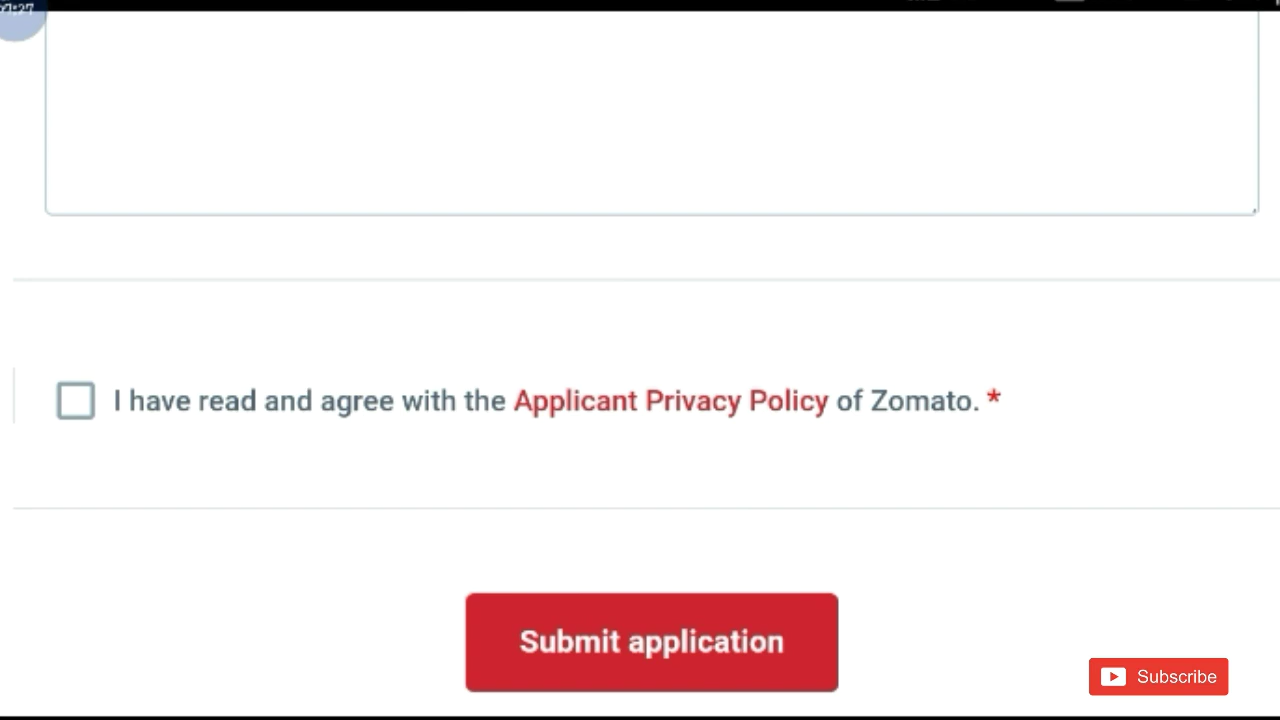 I have read and agree with the Applicant Privacy Policy of Zomato. *
Submit application
Subscribe